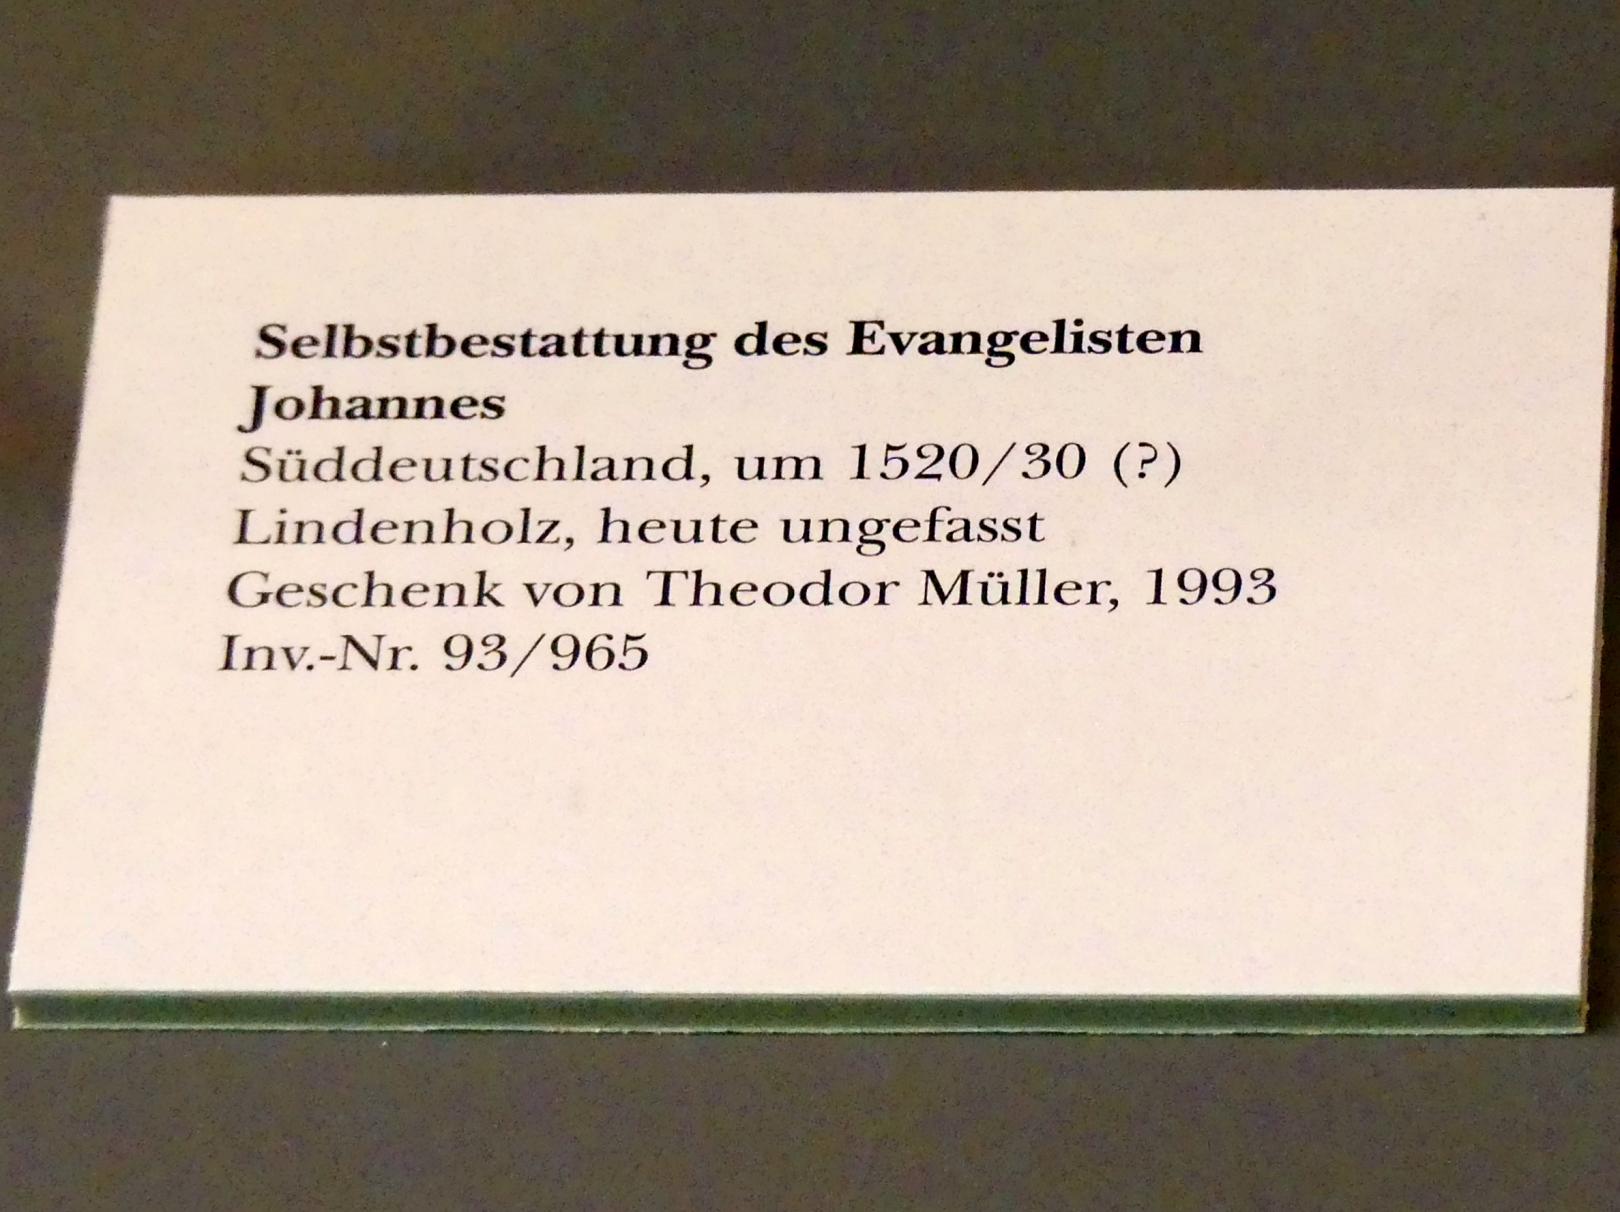 Selbstbestattung des Evangelisten
Johannes
Süddeutschland, um 1520/30 (?)
Lindenholz, heute ungefasst
Geschenk von Theodor Müller, 1993
Inv.-Nr. 93/965